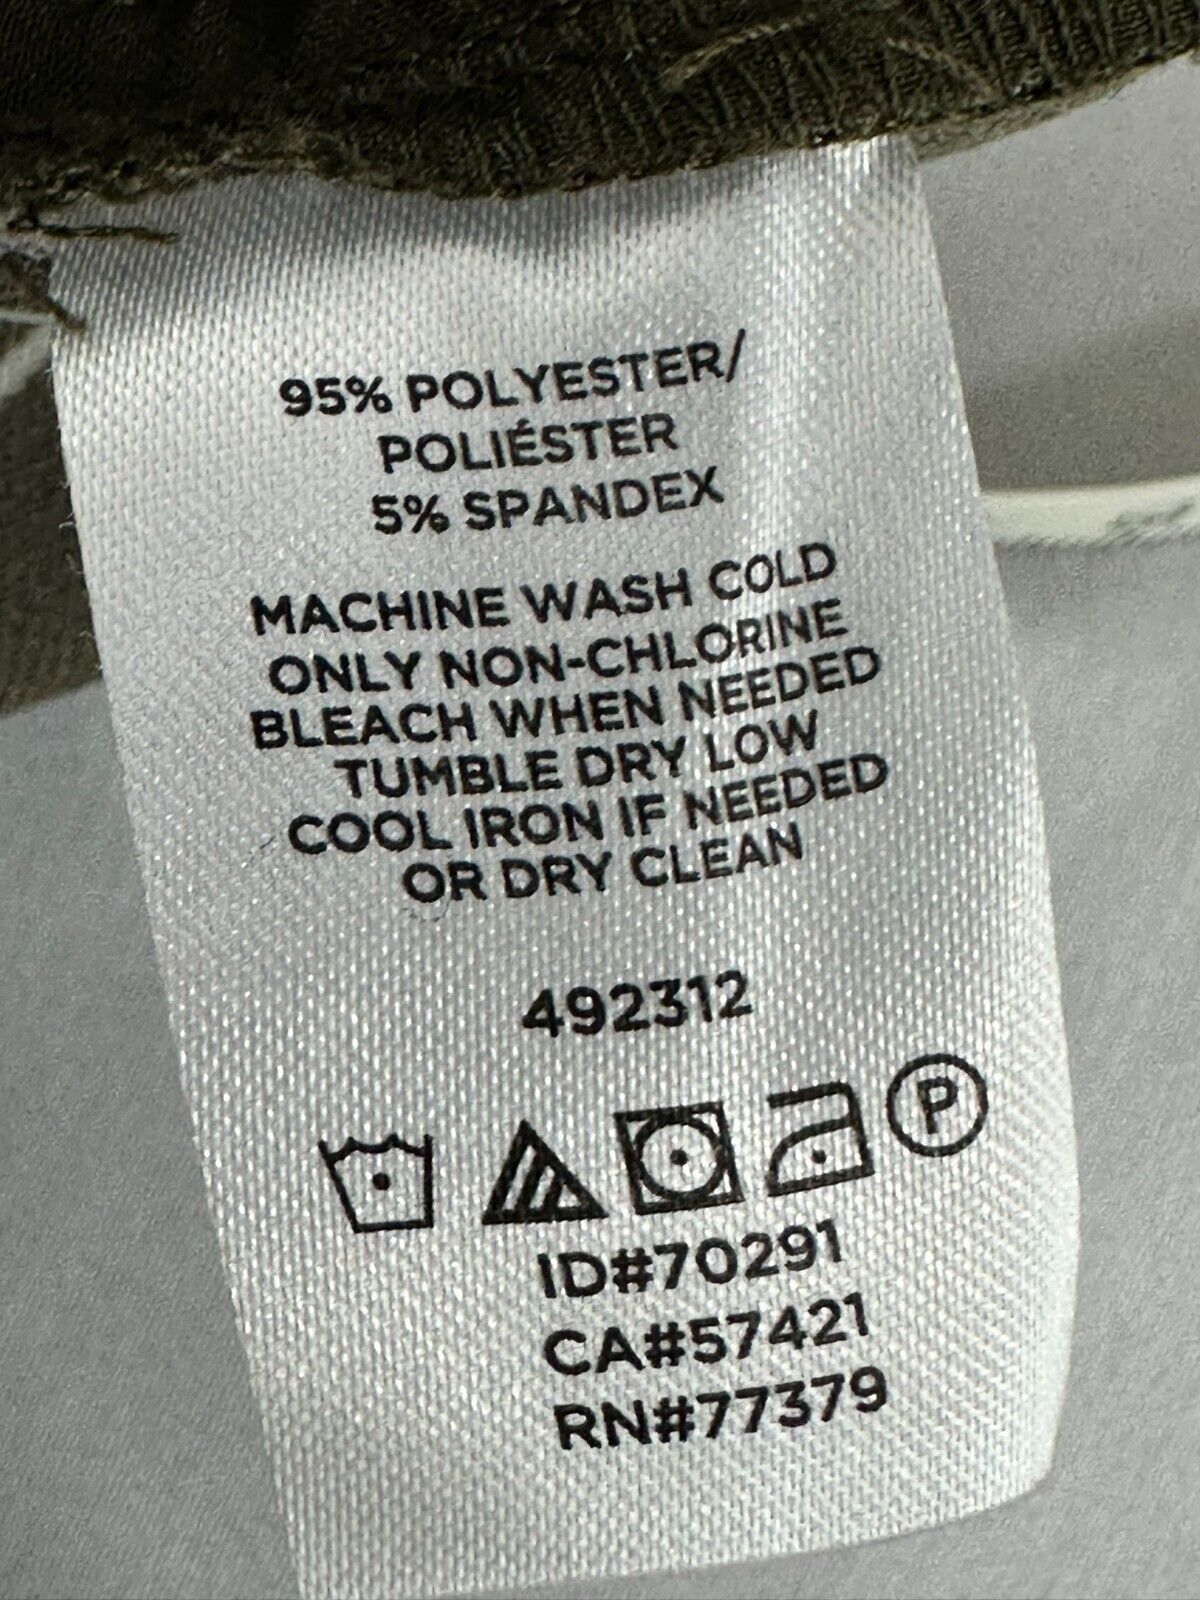 95% POLYESTER/
POLIÉSTER
5% SPANDEX
MACHINE WASH COLD
ONLY NON-CHLORINE
BLEACH WHEN NEEDED
TUMBLE DRY LOW
COOL IRON IF NEEDED
OR DRY CLEAN
492312
P
ID#70291
CA#57421
RN#77379